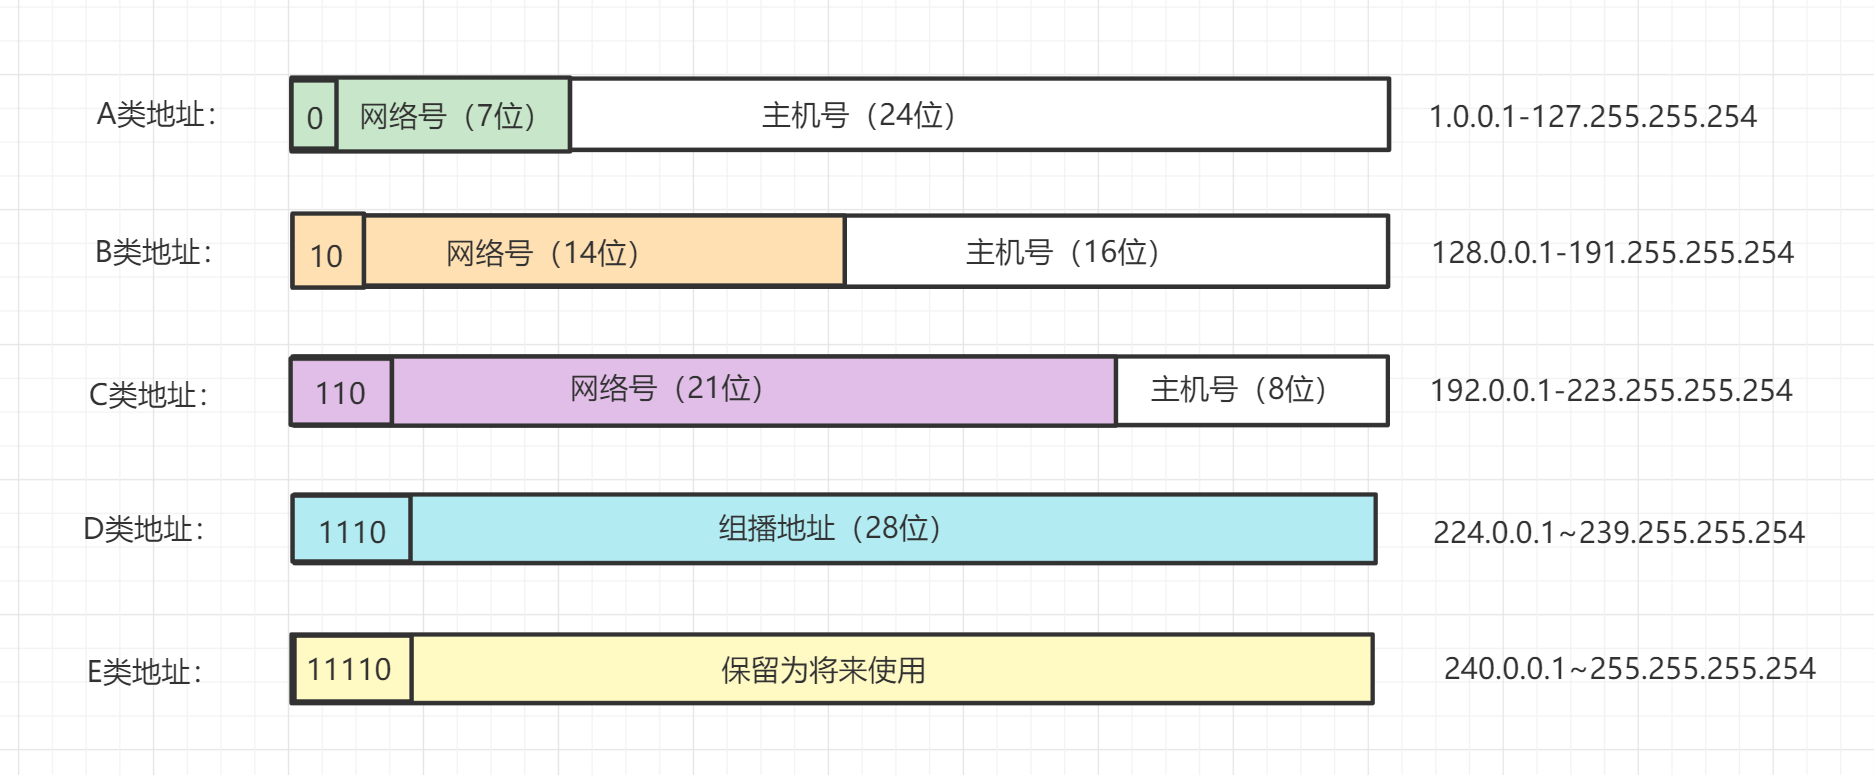 A类地址： 0 网络号（7位） 主机号（24位） 1.0.0.1-127.255.255.254
B类地址： 10 网络号（14位） 主机号（16位） 128.0.0.1-191.255.255.254
C类地址： 110 网络号（21位） 主机号（8位） 192.0.0.1-223.255.255.254
D类地址： 1110 组播地址（28位） 224.0.0.1~239.255.255.254
E类地址： 11110 保留为将来使用 240.0.0.1~255.255.255.254